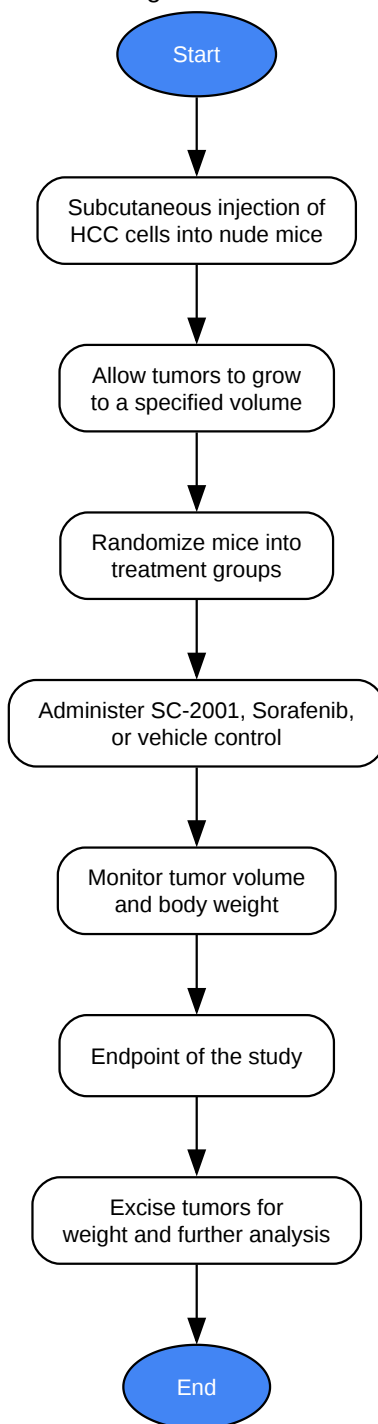 Start
Subcutaneous injection of
HCC cells into nude mice
Allow tumors to grow
to a specified volume
Randomize mice into
treatment groups
Administer SC-2001, Sorafenib,
or vehicle control
Monitor tumor volume
and body weight
Endpoint of the study
Excise tumors for
weight and further analysis
End